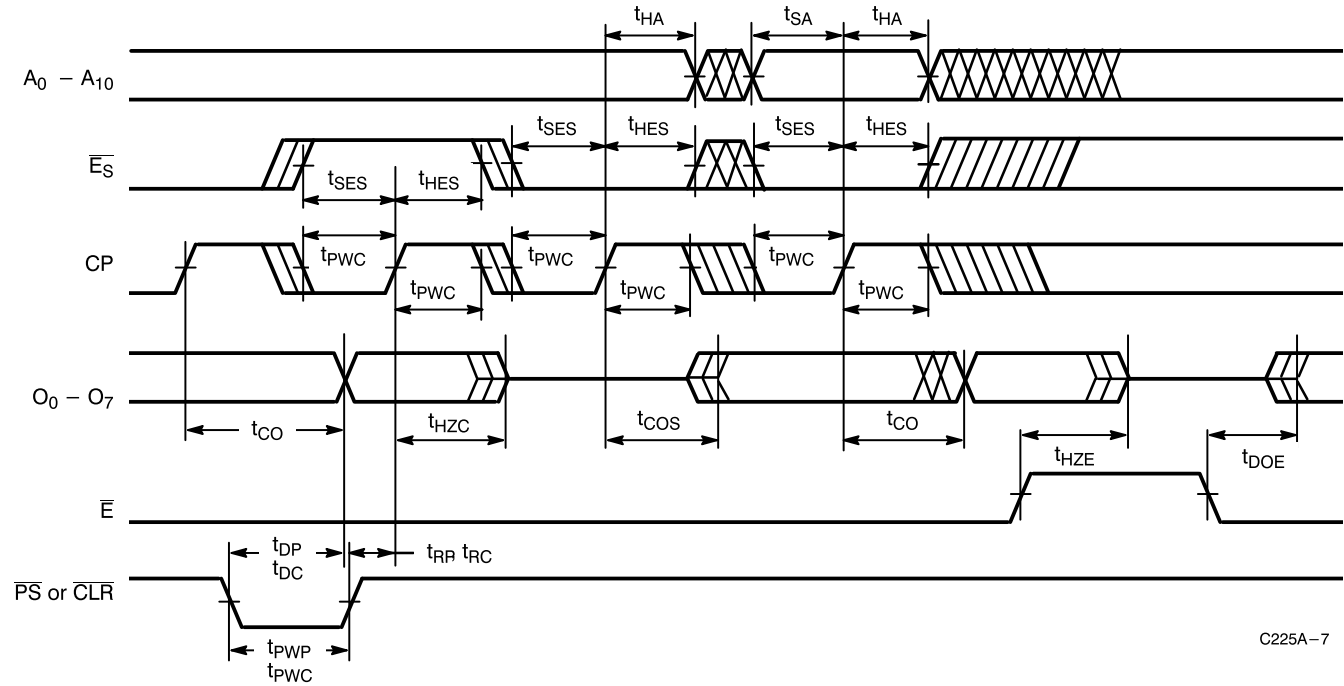 tHA tSA tHA
A0 − A10
tSES tHES tSES tHES
ES
tSES tHES
CP
tPWC tPWC tPWC
tPWC tPWC tPWC
O0 − O7
tCO tHZC tCOS tCO
tHZE tDOE
E
tDP tRP, tRC
tDC
PS or CLR
tPWP
tPWC
C225A−7